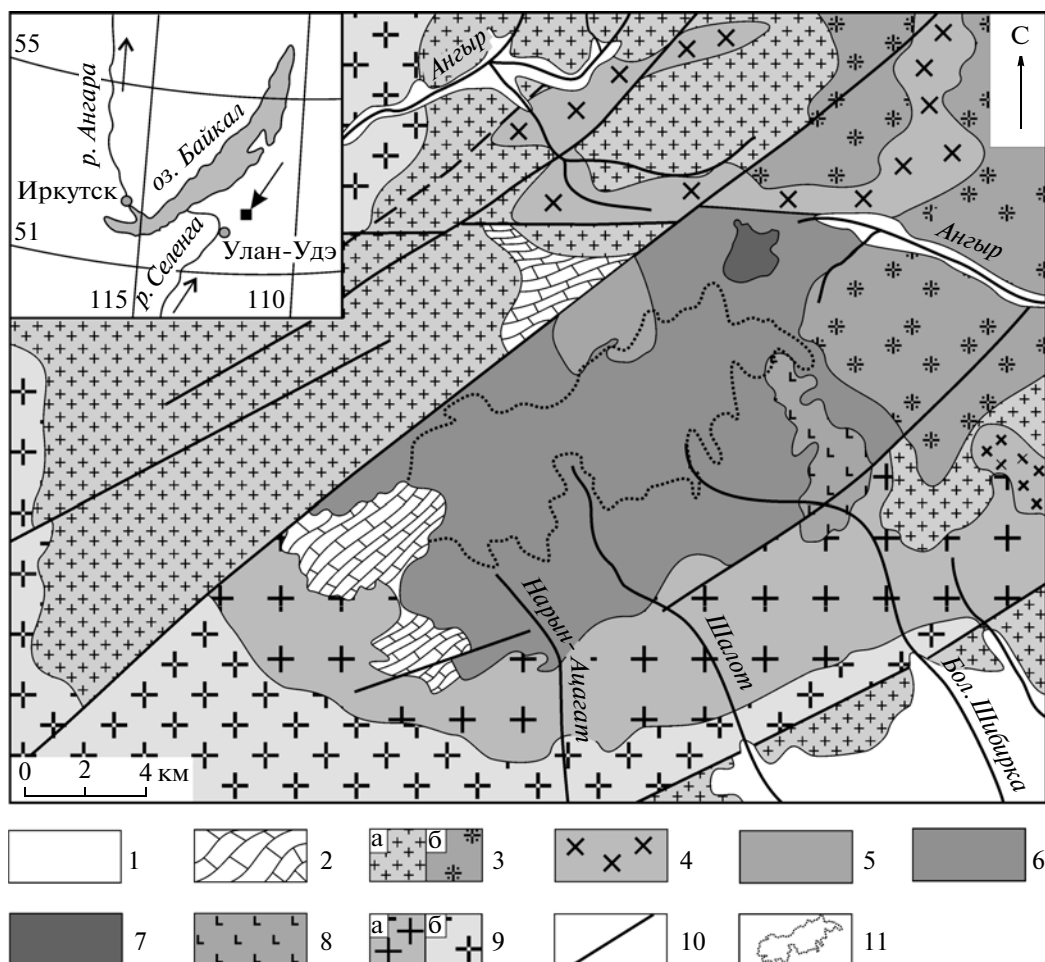 55
51
115
110
р. Ангара
оз. Байкал
Иркутск
Улан-Удэ
р. Селенга
Ангыр
С
Ангыр
Нарын-Ацагат
Шалот
Бол. Шибирка
0 2 4 км
1
2
а б 3
4
5
6
7
8
а б 9
10
11